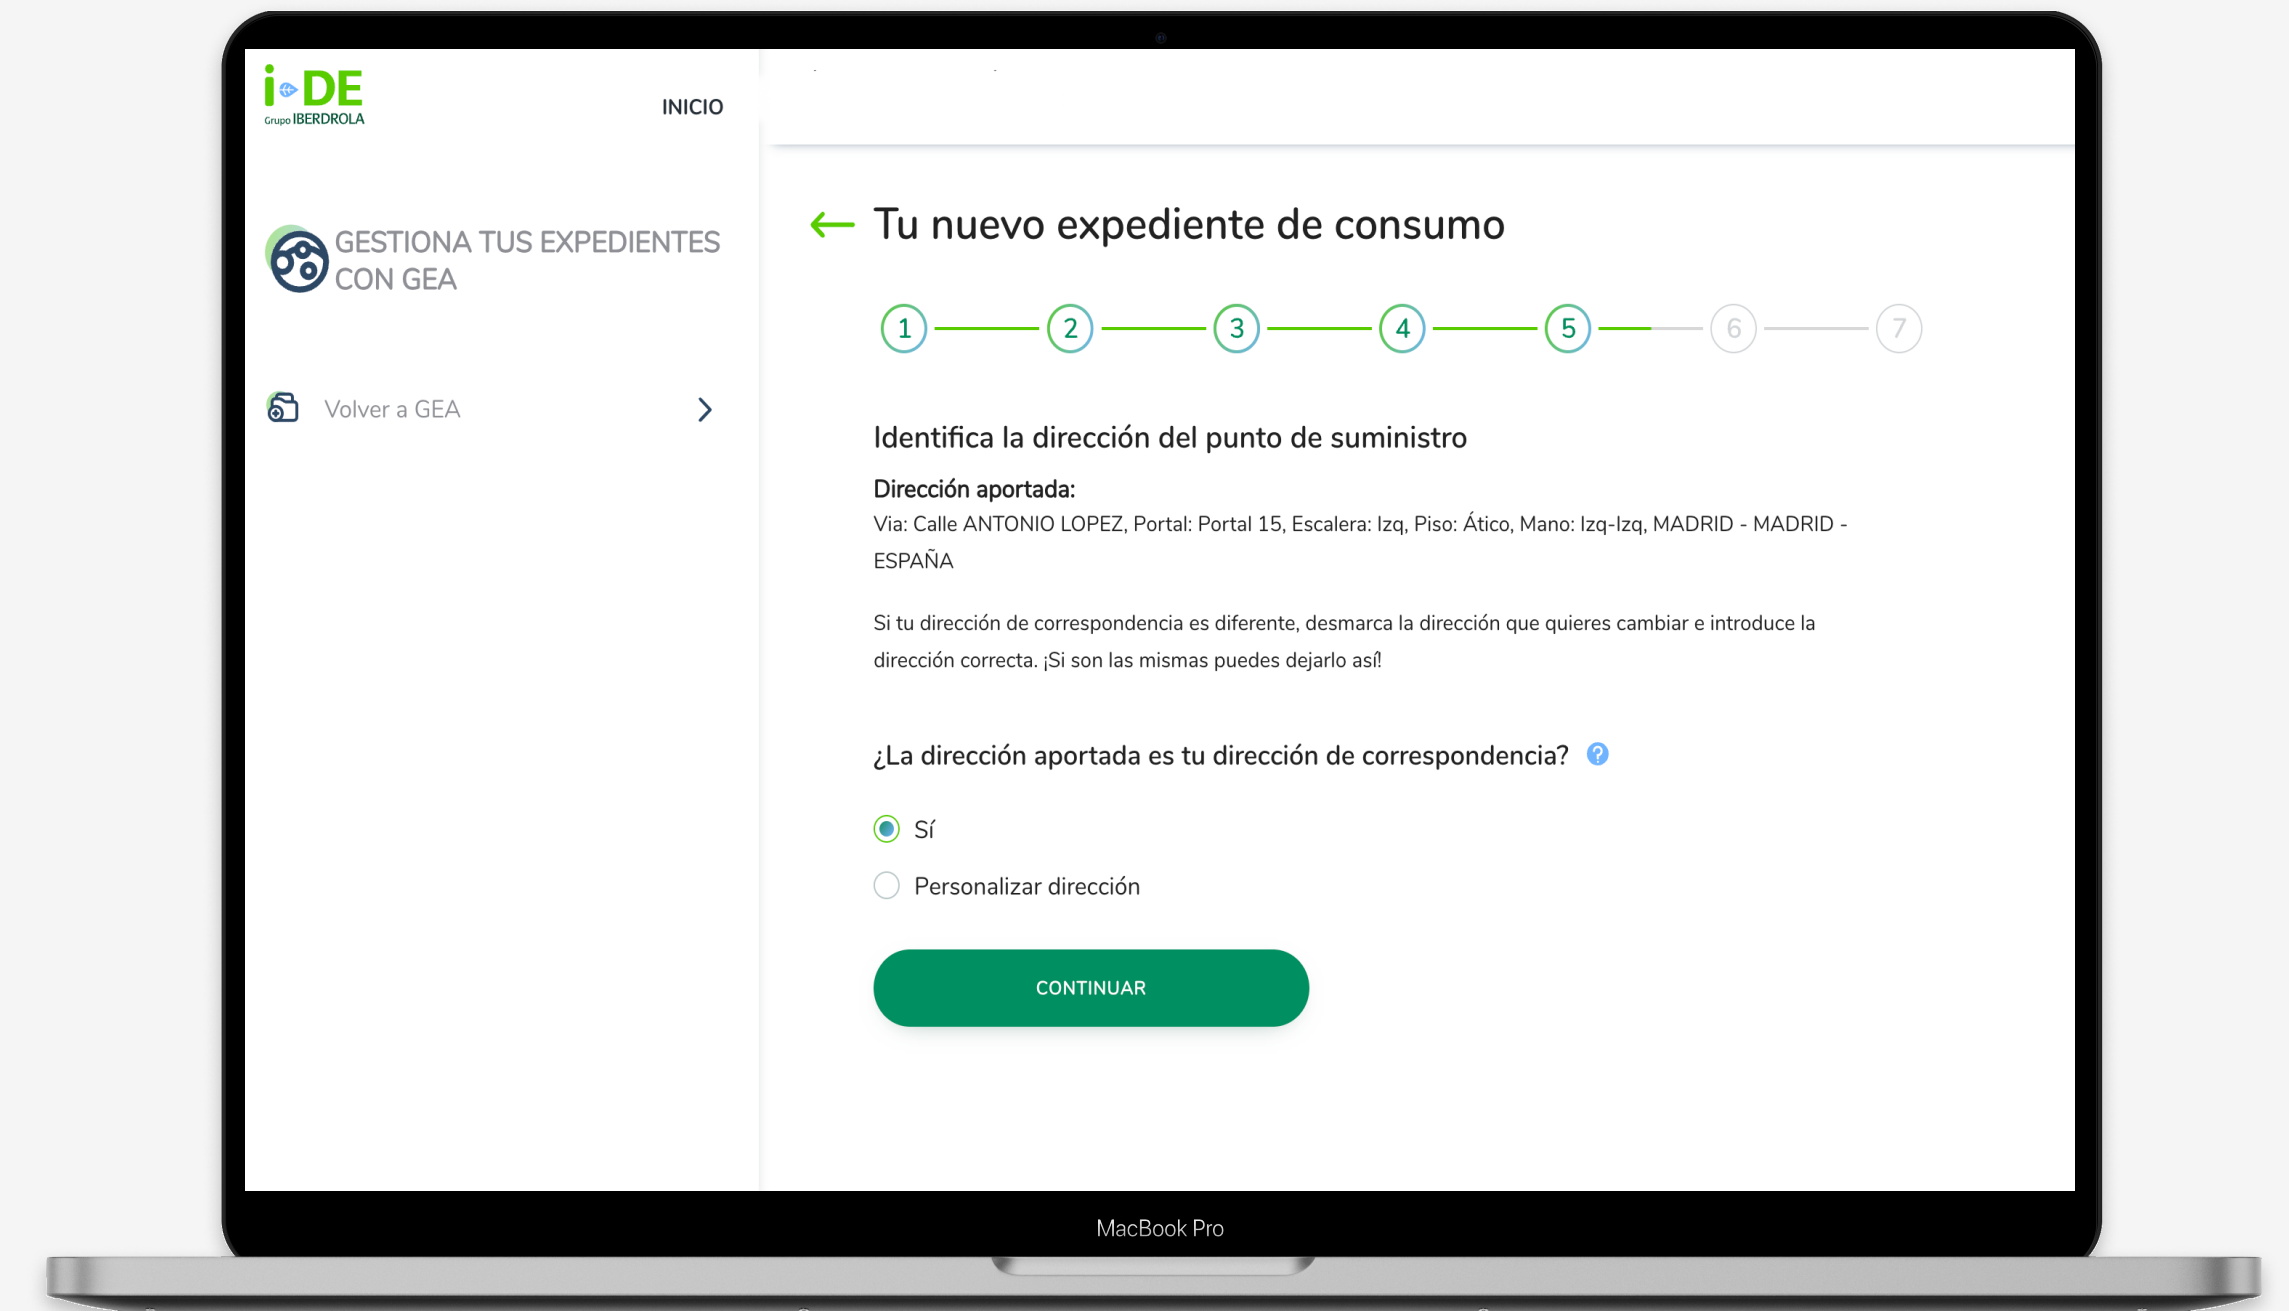 i DE
Grupo IBERDROLA
INICIO
GESTIONA TUS EXPEDIENTES
CON GEA
Volver a GEA
Tu nuevo expediente de consumo
1 2 3 4 5 6 7
Identifica la dirección del punto de suministro
Dirección aportada:
Via: Calle ANTONIO LOPEZ, Portal: Portal 15, Escalera: Izq, Piso: Ático, Mano: Izq-Izq, MADRID - MADRID -
ESPAÑA
Si tu dirección de correspondencia es diferente, desmarca la dirección que quieres cambiar e introduce la
dirección correcta. ¡Si son las mismas puedes dejarlo así!
¿La dirección aportada es tu dirección de correspondencia? ?
Sí
Personalizar dirección
CONTINUAR
MacBook Pro